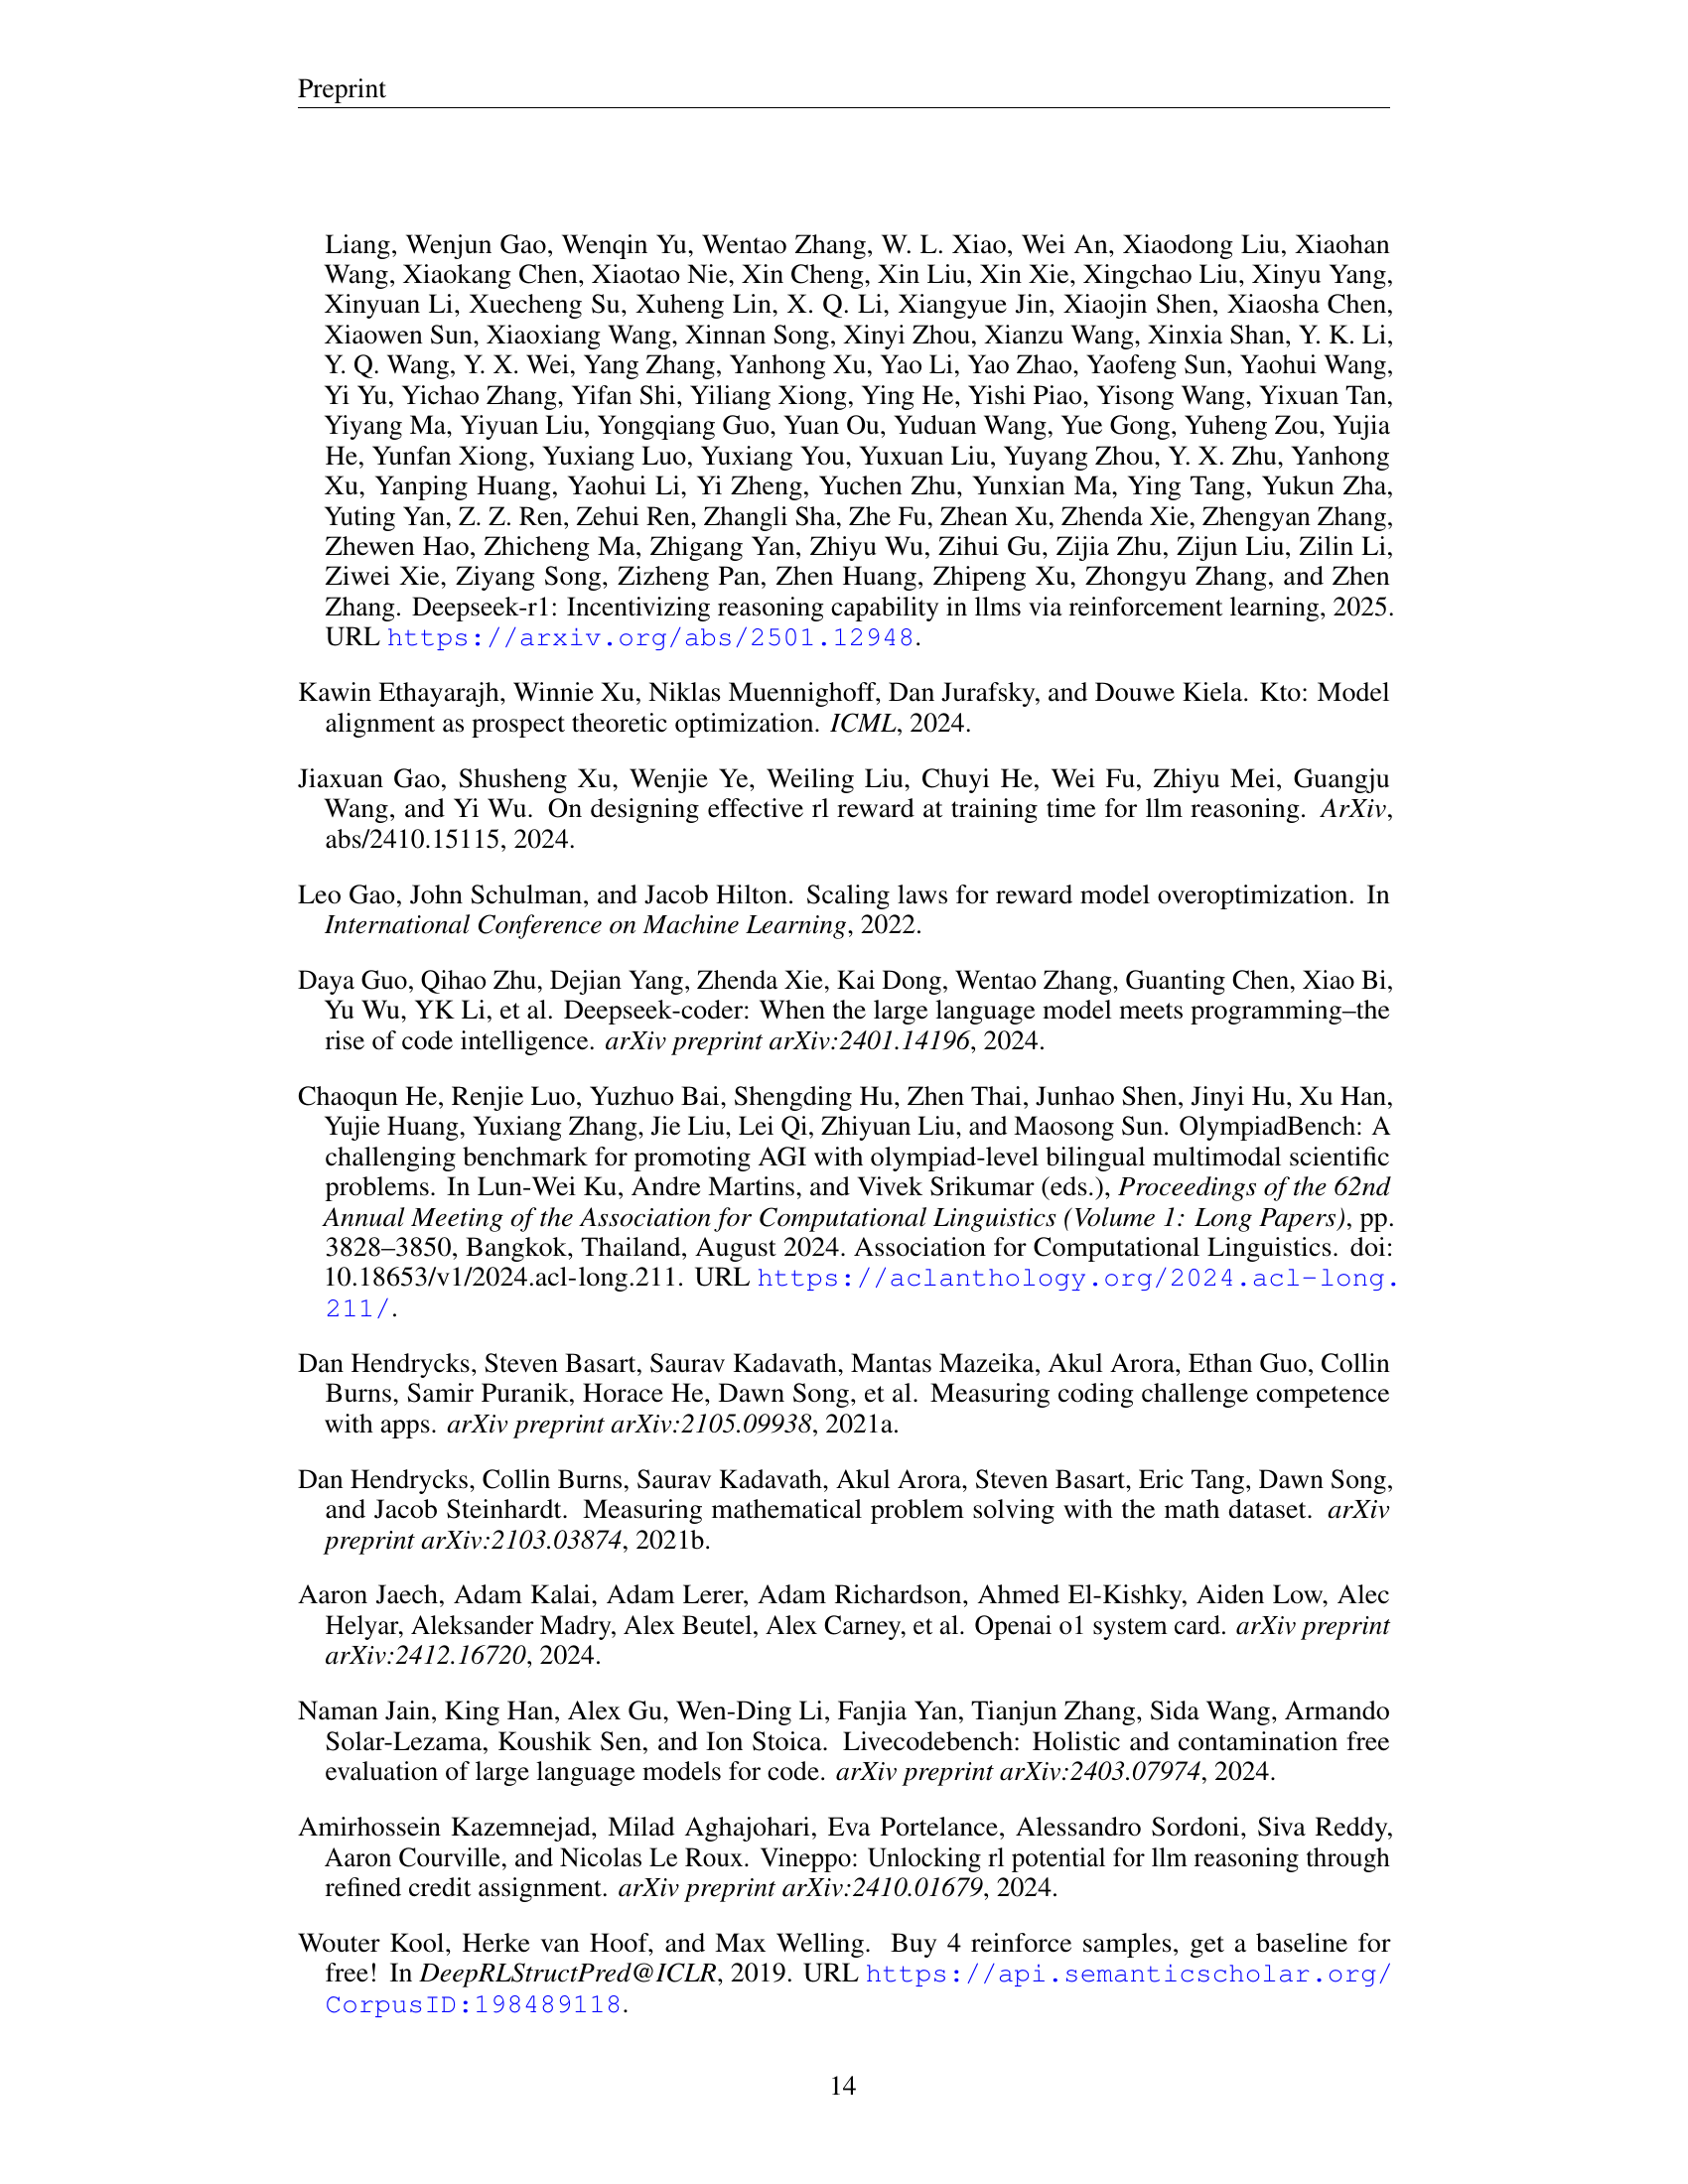 Preprint
Liang, Wenjun Gao, Wenqin Yu, Wentao Zhang, W. L. Xiao, Wei An, Xiaodong Liu, Xiaohan
Wang, Xiaokang Chen, Xiaotao Nie, Xin Cheng, Xin Liu, Xin Xie, Xingchao Liu, Xinyu Yang,
Xinyuan Li, Xuecheng Su, Xuheng Lin, X. Q. Li, Xiangyue Jin, Xiaojin Shen, Xiaosha Chen,
Xiaowen Sun, Xiaoxiang Wang, Xinnan Song, Xinyi Zhou, Xianzu Wang, Xinxia Shan, Y. K. Li,
Y. Q. Wang, Y. X. Wei, Yang Zhang, Yanhong Xu, Yao Li, Yao Zhao, Yaofeng Sun, Yaohui Wang,
Yi Yu, Yichao Zhang, Yifan Shi, Yiliang Xiong, Ying He, Yishi Piao, Yisong Wang, Yixuan Tan,
Yiyang Ma, Yiyuan Liu, Yongqiang Guo, Yuan Ou, Yuduan Wang, Yue Gong, Yuheng Zou, Yujia
He, Yunfan Xiong, Yuxiang Luo, Yuxiang You, Yuxuan Liu, Yuyang Zhou, Y. X. Zhu, Yanhong
Xu, Yanping Huang, Yaohui Li, Yi Zheng, Yuchen Zhu, Yunxian Ma, Ying Tang, Yukun Zha,
Yuting Yan, Z. Z. Ren, Zehui Ren, Zhangli Sha, Zhe Fu, Zhean Xu, Zhenda Xie, Zhengyan Zhang,
Zhewen Hao, Zhicheng Ma, Zhigang Yan, Zhiyu Wu, Zihui Gu, Zijia Zhu, Zijun Liu, Zilin Li,
Ziwei Xie, Ziyang Song, Zizheng Pan, Zhen Huang, Zhipeng Xu, Zhongyu Zhang, and Zhen
Zhang. Deepseek-r1: Incentivizing reasoning capability in llms via reinforcement learning, 2025.
URL https://arxiv.org/abs/2501.12948.
Kawin Ethayarajh, Winnie Xu, Niklas Muennighoff, Dan Jurafsky, and Douwe Kiela. Kto: Model
alignment as prospect theoretic optimization. ICML, 2024.
Jiaxuan Gao, Shusheng Xu, Wenjie Ye, Weiling Liu, Chuyi He, Wei Fu, Zhiyu Mei, Guangju
Wang, and Yi Wu. On designing effective rl reward at training time for llm reasoning. ArXiv,
abs/2410.15115, 2024.
Leo Gao, John Schulman, and Jacob Hilton. Scaling laws for reward model overoptimization. In
International Conference on Machine Learning, 2022.
Daya Guo, Qihao Zhu, Dejian Yang, Zhenda Xie, Kai Dong, Wentao Zhang, Guanting Chen, Xiao Bi,
Yu Wu, YK Li, et al. Deepseek-coder: When the large language model meets programming–the
rise of code intelligence. arXiv preprint arXiv:2401.14196, 2024.
Chaoqun He, Renjie Luo, Yuzhuo Bai, Shengding Hu, Zhen Thai, Junhao Shen, Jinyi Hu, Xu Han,
Yujie Huang, Yuxiang Zhang, Jie Liu, Lei Qi, Zhiyuan Liu, and Maosong Sun. OlympiadBench: A
challenging benchmark for promoting AGI with olympiad-level bilingual multimodal scientific
problems. In Lun-Wei Ku, Andre Martins, and Vivek Srikumar (eds.), Proceedings of the 62nd
Annual Meeting of the Association for Computational Linguistics (Volume 1: Long Papers), pp.
3828–3850, Bangkok, Thailand, August 2024. Association for Computational Linguistics. doi:
10.18653/v1/2024.acl-long.211. URL https://aclanthology.org/2024.acl-long.
211/.
Dan Hendrycks, Steven Basart, Saurav Kadavath, Mantas Mazeika, Akul Arora, Ethan Guo, Collin
Burns, Samir Puranik, Horace He, Dawn Song, et al. Measuring coding challenge competence
with apps. arXiv preprint arXiv:2105.09938, 2021a.
Dan Hendrycks, Collin Burns, Saurav Kadavath, Akul Arora, Steven Basart, Eric Tang, Dawn Song,
and Jacob Steinhardt. Measuring mathematical problem solving with the math dataset. arXiv
preprint arXiv:2103.03874, 2021b.
Aaron Jaech, Adam Kalai, Adam Lerer, Adam Richardson, Ahmed El-Kishky, Aiden Low, Alec
Helyar, Aleksander Madry, Alex Beutel, Alex Carney, et al. Openai o1 system card. arXiv preprint
arXiv:2412.16720, 2024.
Naman Jain, King Han, Alex Gu, Wen-Ding Li, Fanjia Yan, Tianjun Zhang, Sida Wang, Armando
Solar-Lezama, Koushik Sen, and Ion Stoica. Livecodebench: Holistic and contamination free
evaluation of large language models for code. arXiv preprint arXiv:2403.07974, 2024.
Amirhossein Kazemnejad, Milad Aghajohari, Eva Portelance, Alessandro Sordoni, Siva Reddy,
Aaron Courville, and Nicolas Le Roux. Vineppo: Unlocking rl potential for llm reasoning through
refined credit assignment. arXiv preprint arXiv:2410.01679, 2024.
Wouter Kool, Herke van Hoof, and Max Welling. Buy 4 reinforce samples, get a baseline for
free! In DeepRLStructPred@ICLR, 2019. URL https://api.semanticscholar.org/
CorpusID:198489118.
14